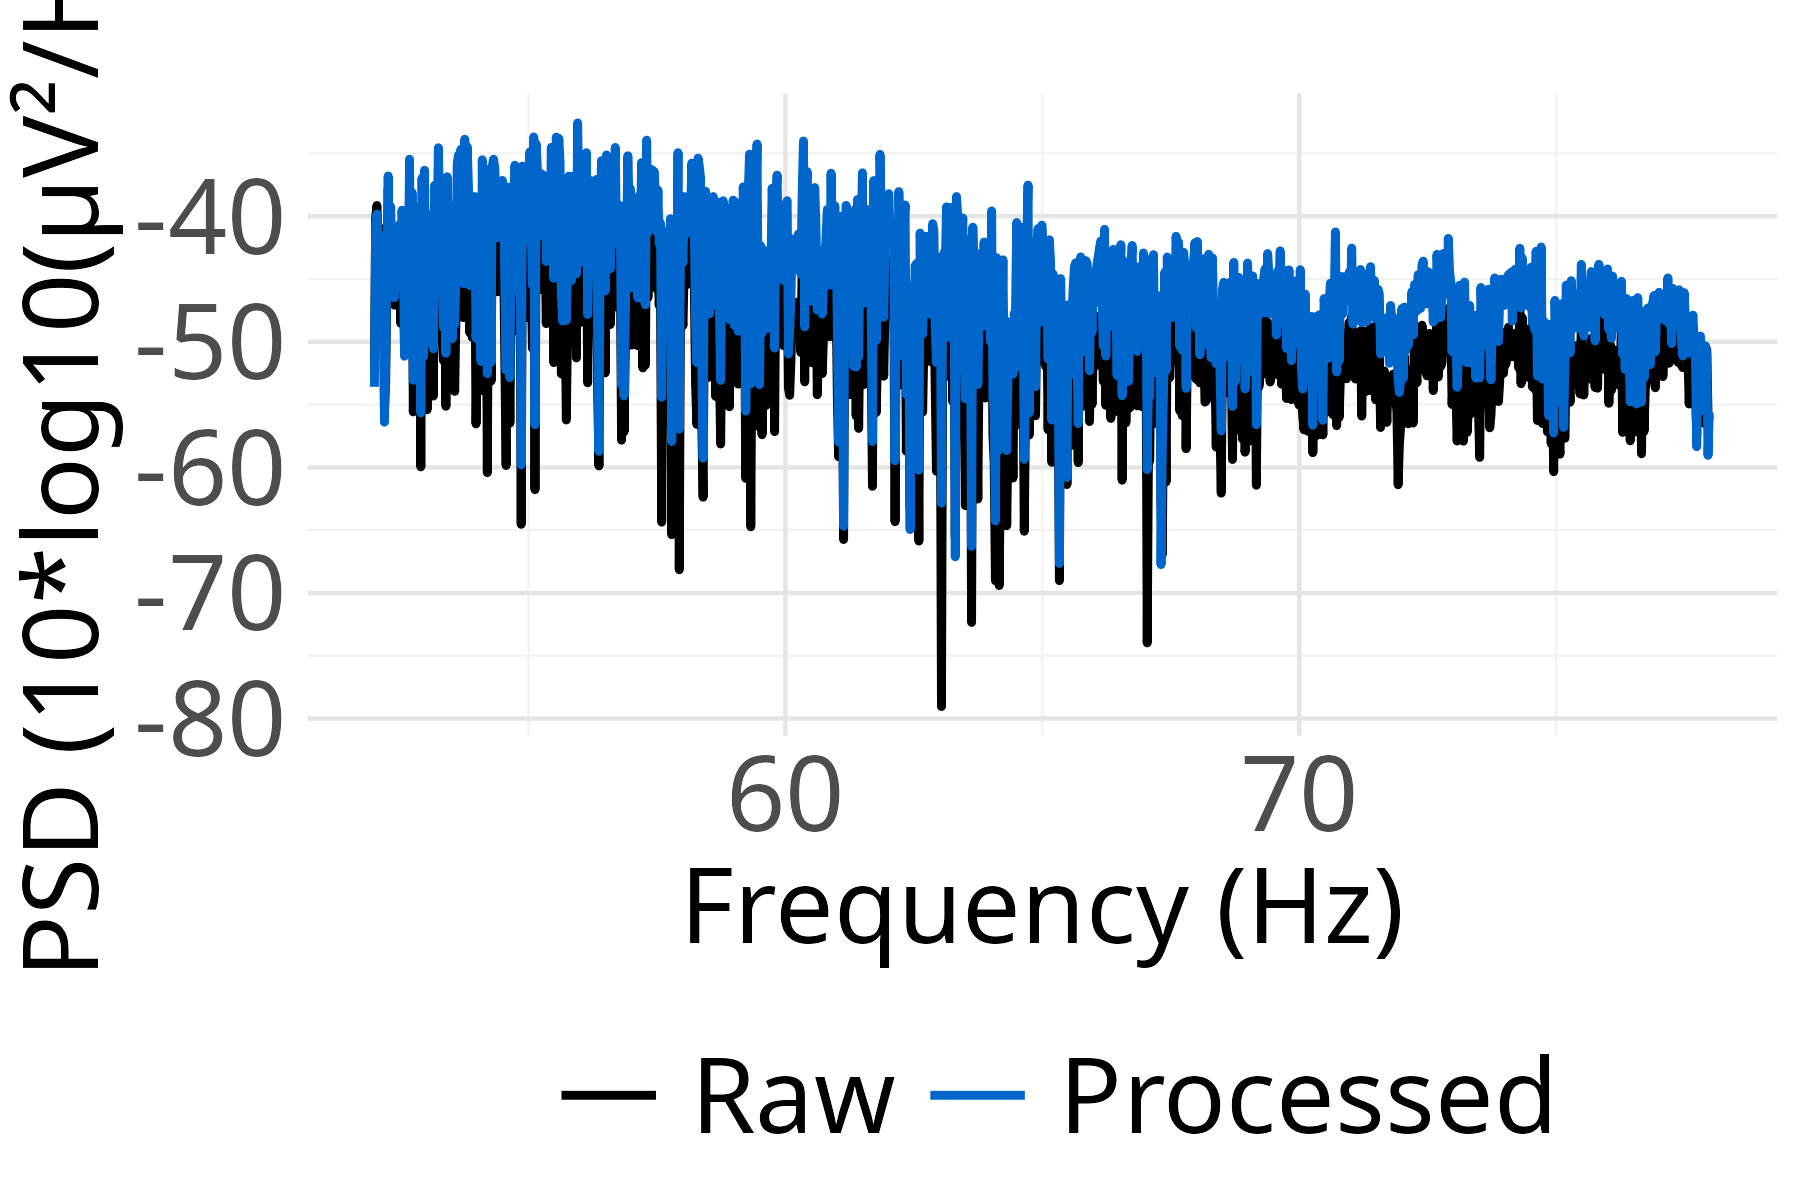 PSD (10*log10(μV²/H
-40
-50
-60
-70
-80
60 70
Frequency (Hz)
Raw Processed